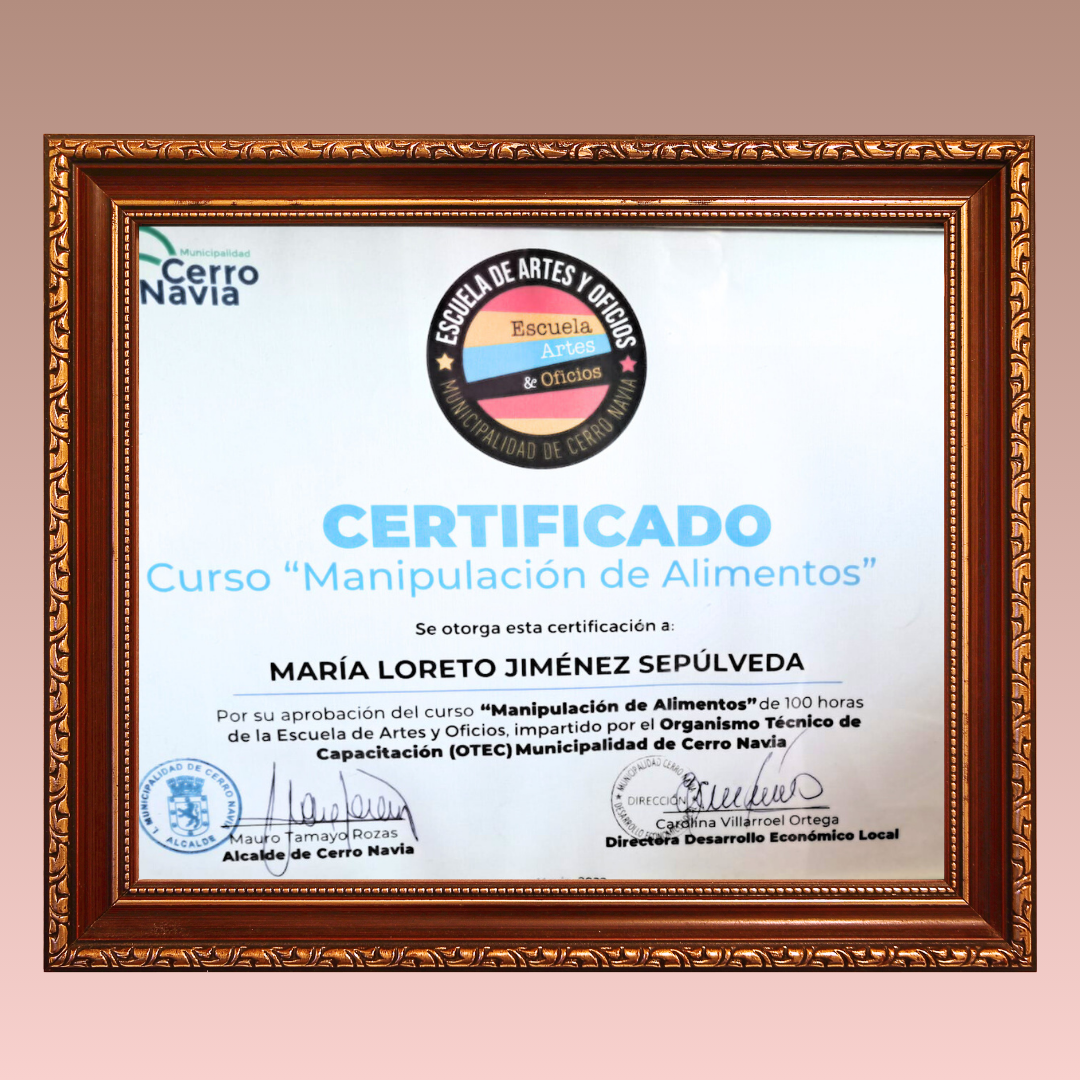 Municipalidad
Cerro
Navia
ESCUELA DE ARTES Y OFICIOS
Escuela
Artes
& Oficios
MUNICIPALIDAD DE CERRO NAVIA
CERTIFICADO
Curso “Manipulación de Alimentos”
Se otorga esta certificación a:
MARÍA LORETO JIMÉNEZ SEPÚLVEDA
Por su aprobación del curso “Manipulación de Alimentos” de 100 horas
de la Escuela de Artes y Oficios, impartido por el Organismo Técnico de
Capacitación (OTEC) Municipalidad de Cerro Navia
I. MUNICIPALIDAD DE CERRO NAVIA
ALCALDE
Mauro Tamayo Rozas
Alcalde de Cerro Navia
MUNICIPALIDAD CERRO
DIRECCIÓN
DESARROLLO
Carolina Villarroel Ortega
Directora Desarrollo Económico Local